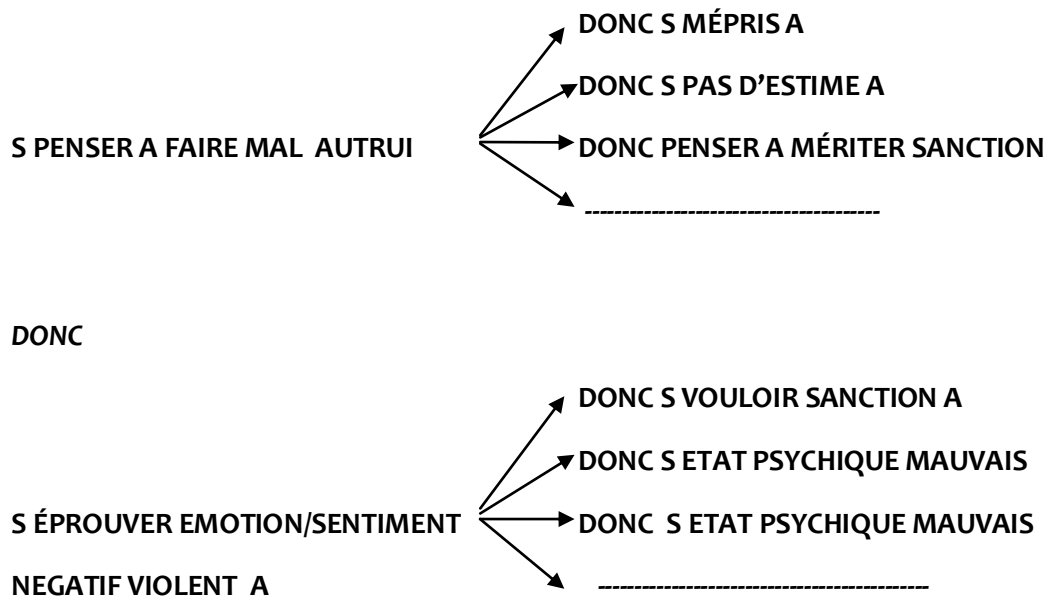 DONC S MÉPRIS A
DONC S PAS D’ESTIME A
S PENSER A FAIRE MAL AUTRUI
DONC PENSER A MÉRITER SANCTION
----------------------------------------
DONC
DONC S VOULOIR SANCTION A
DONC S ETAT PSYCHIQUE MAUVAIS
S ÉPROUVER EMOTION/SENTIMENT
DONC S ETAT PSYCHIQUE MAUVAIS
NEGATIF VIOLENT A
---------------------------------------------